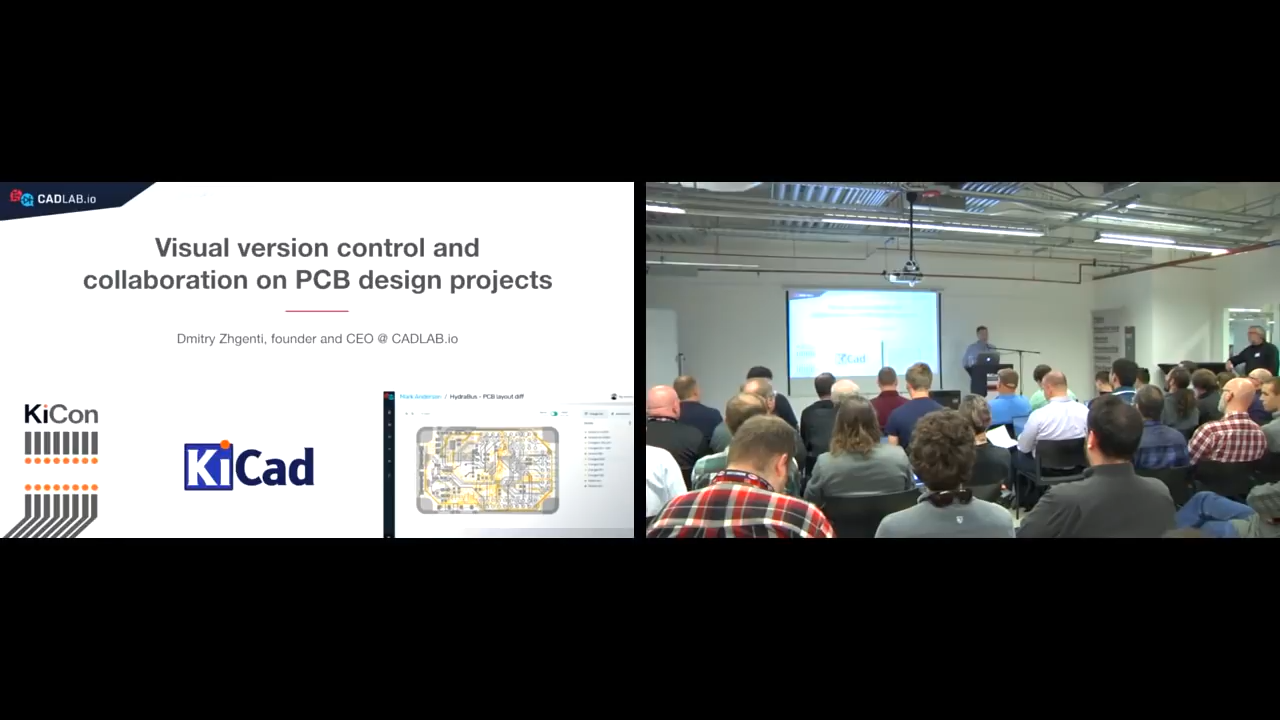 CADLAB.io
Visual version control and
collaboration on PCB design projects
Dmitry Zhgenti, founder and CEO @ CADLAB.io
KiCon
KiCad
Mark Anderson / HydraBus - PCB layout diff
KiCad